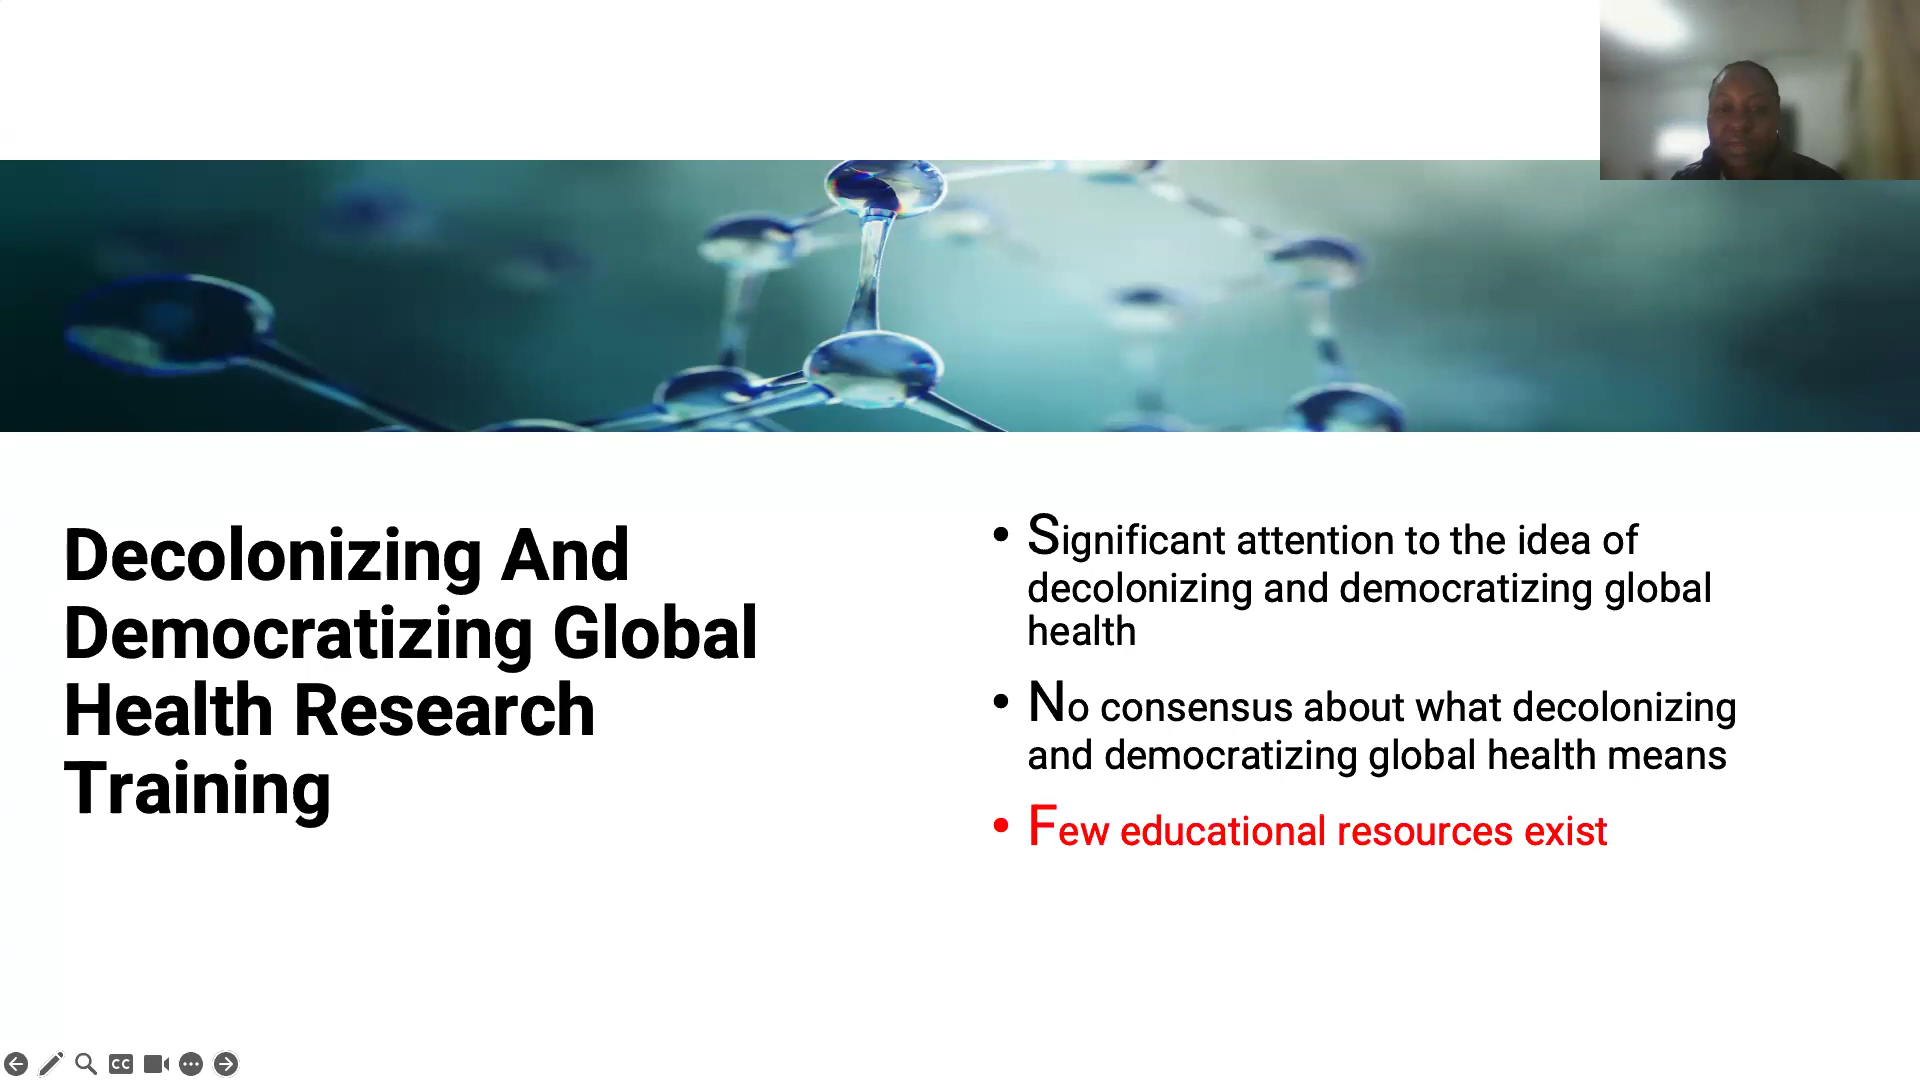 Decolonizing And
Democratizing Global
Health Research
Training
• Significant attention to the idea of
decolonizing and democratizing global
health
• No consensus about what decolonizing
and democratizing global health means
• Few educational resources exist
CC